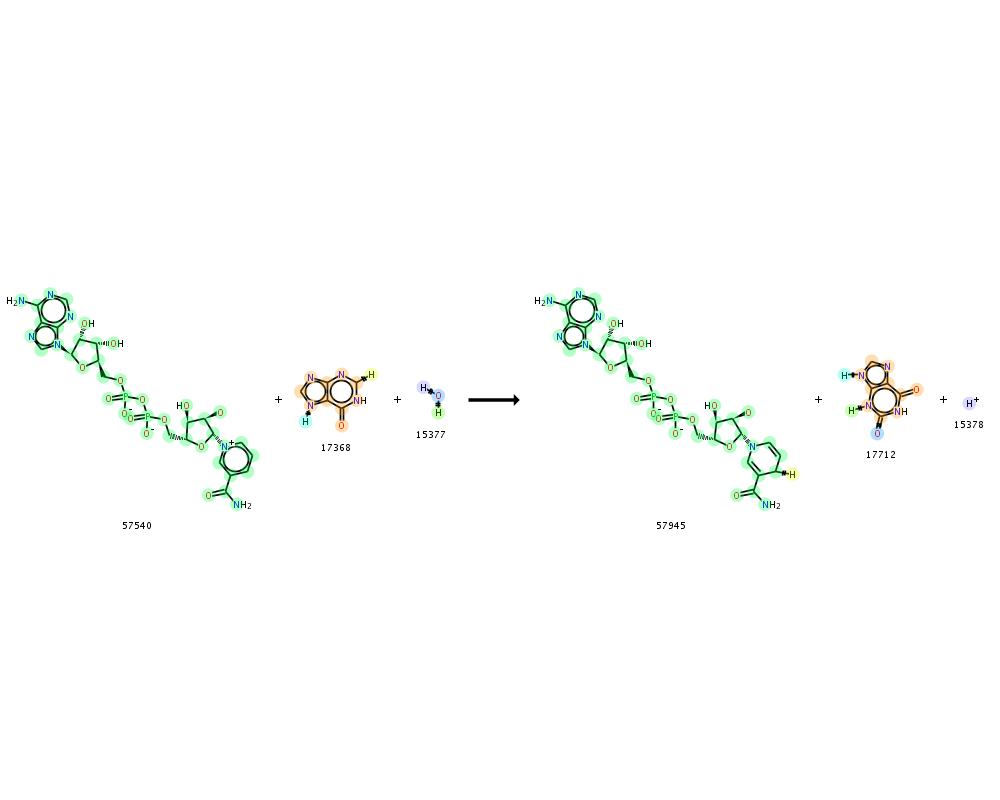 H₂N N N N N OH OH O O P O O⁻ O P O O⁻ O HO O O N⁺ O NH₂
57540
+
N N N H NH O H
17368
+
H O H
15377
H₂N N N N N OH OH O O P O O⁻ O P O O⁻ O HO O O N H O NH₂
57945
+
H N N N H O NH O
17712
+
H⁺
15378